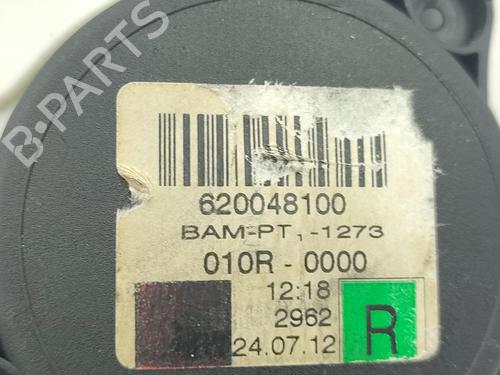 B-PARTS
620048100
BAM-PT, -1273
010R - 0000
12:18
2962
R
24.07.12